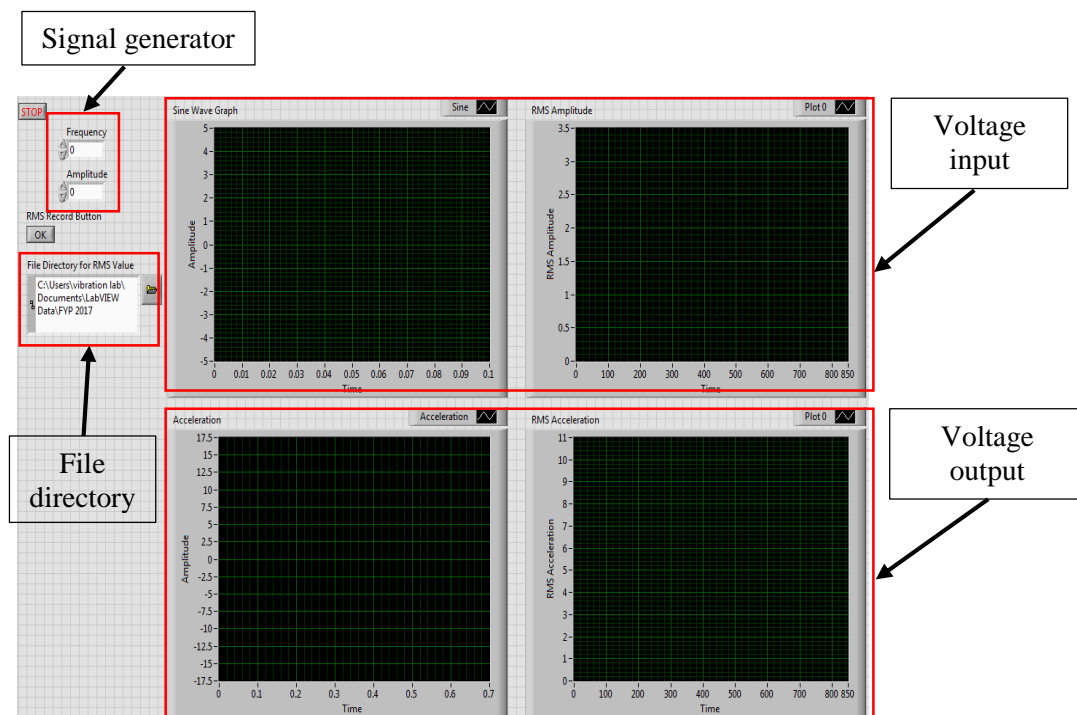 Signal generator
STOP
Frequency
0
Amplitude
0
RMS Record Button
OK
File Directory for RMS Value
C:\Users\vibration lab\
Documents\LabVIEW
Data\FYP 2017
File
directory
Sine Wave Graph
Sine
Amplitude
5
4
3
2
1
0
-1
-2
-3
-4
-5
0 0.01 0.02 0.03 0.04 0.05 0.06 0.07 0.08 0.09 0.1
Time
RMS Amplitude
Plot 0
RMS Amplitude
3.5
3
2.5
2
1.5
1
0.5
0
0 100 200 300 400 500 600 700 800 850
Time
Voltage
input
Acceleration
Acceleration
Amplitude
17.5
15
12.5
10
7.5
5
2.5
0
-2.5
-5
-7.5
-10
-12.5
-15
-17.5
0 0.1 0.2 0.3 0.4 0.5 0.6 0.7
Time
RMS Acceleration
Plot 0
RMS Acceleration
11
10
9
8
7
6
5
4
3
2
1
0
0 100 200 300 400 500 600 700 800 850
Time
Voltage
output